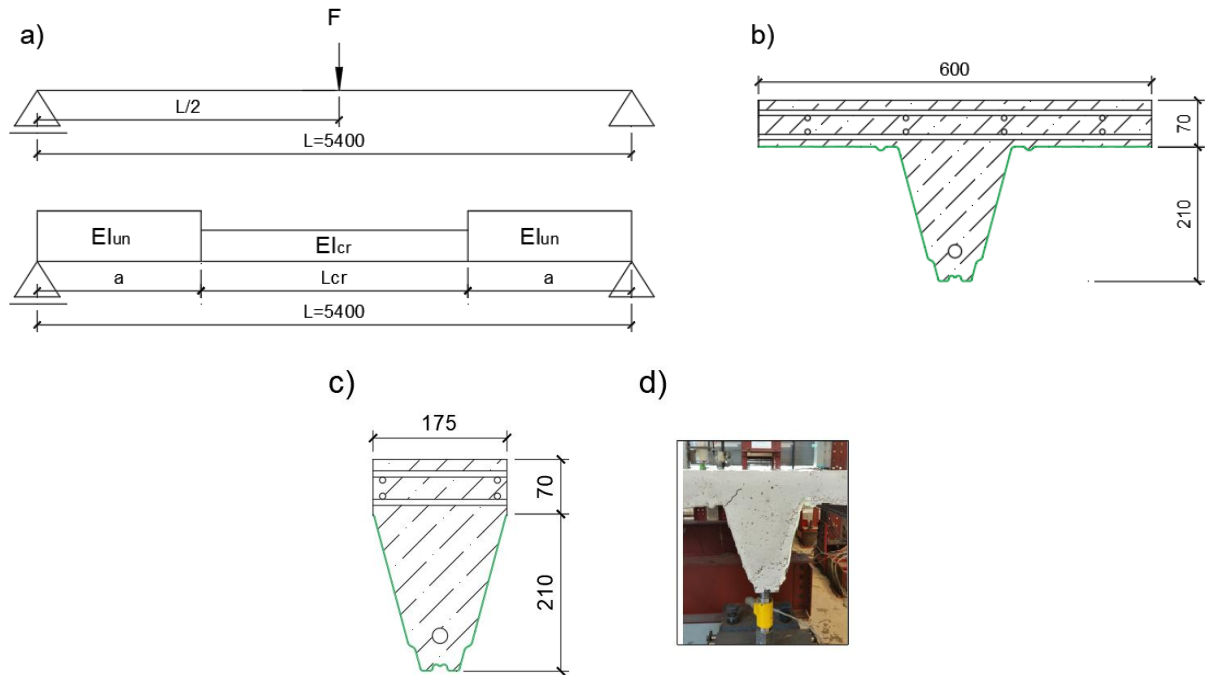 a)
F
L/2
L=5400
EIun
EIcr
EIun
a
Lcr
a
L=5400
b)
600
70
210
c)
175
70
210
d)